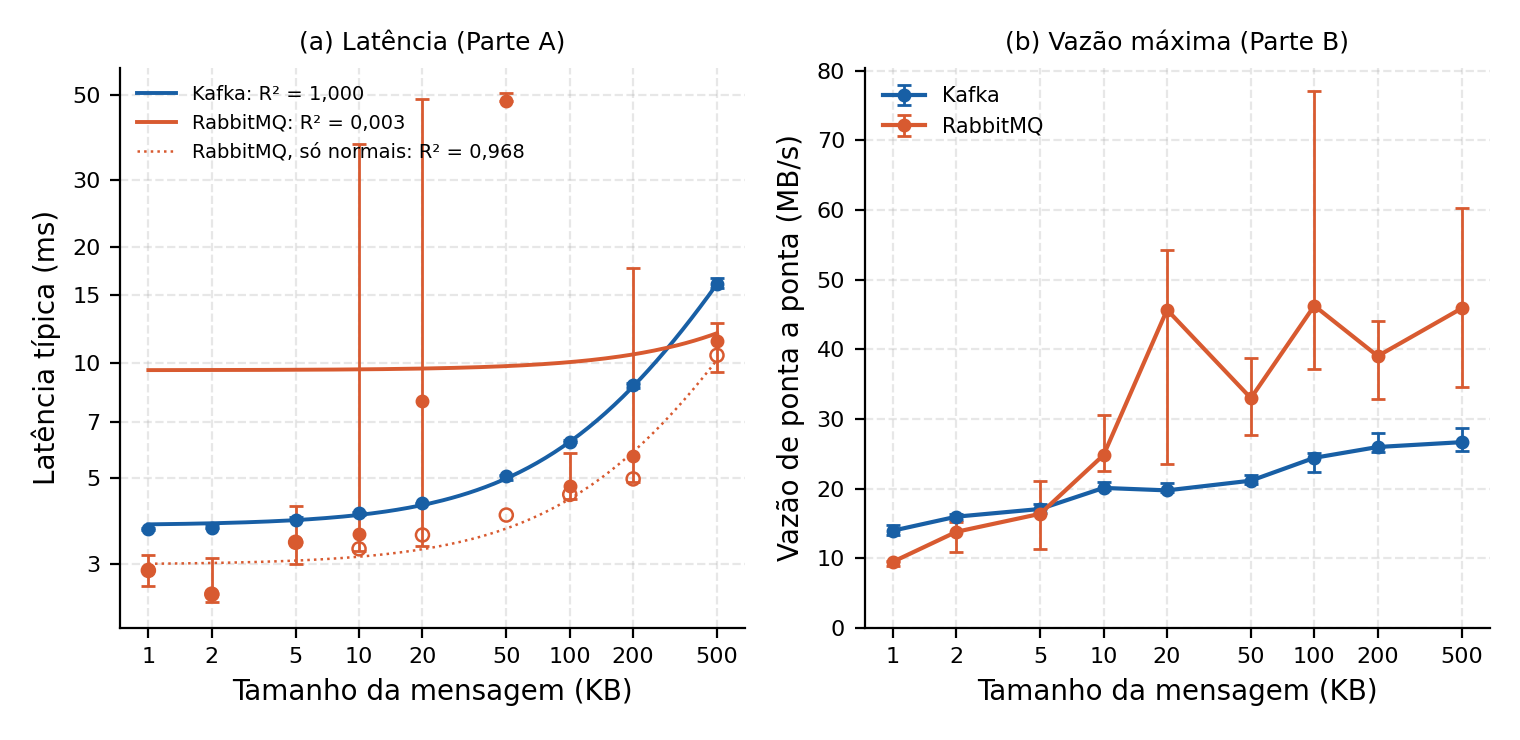 (a) Latência (Parte A)
Kafka: R² = 1,000
RabbitMQ: R² = 0,003
RabbitMQ, só normais: R² = 0,968
Latência típica (ms)
50
30
20
15
10
7
5
3
1 2 5 10 20 50 100 200 500
Tamanho da mensagem (KB)
(b) Vazão máxima (Parte B)
Kafka
RabbitMQ
Vazão de ponta a ponta (MB/s)
80
70
60
50
40
30
20
10
0
1 2 5 10 20 50 100 200 500
Tamanho da mensagem (KB)